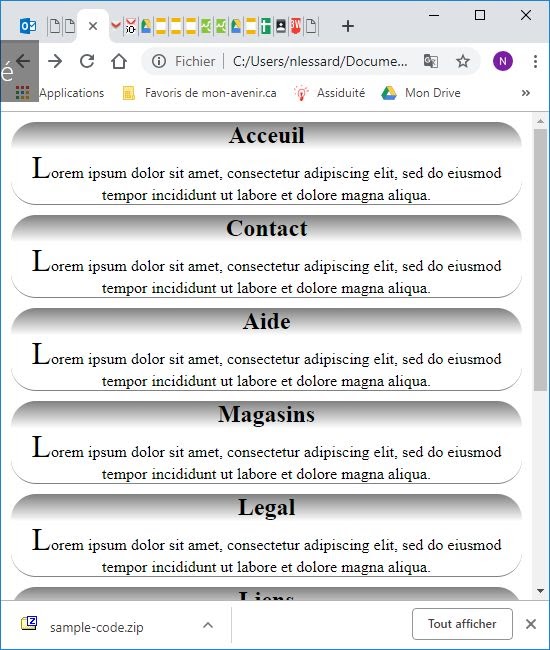 Fichier C:/Users/nlessard/Docume...
N
é
Applications Favoris de mon-avenir.ca Assiduité Mon Drive »
Acceuil
Lorem ipsum dolor sit amet, consectetur adipiscing elit, sed do eiusmod
tempor incididunt ut labore et dolore magna aliqua.
Contact
Lorem ipsum dolor sit amet, consectetur adipiscing elit, sed do eiusmod
tempor incididunt ut labore et dolore magna aliqua.
Aide
Lorem ipsum dolor sit amet, consectetur adipiscing elit, sed do eiusmod
tempor incididunt ut labore et dolore magna aliqua.
Magasins
Lorem ipsum dolor sit amet, consectetur adipiscing elit, sed do eiusmod
tempor incididunt ut labore et dolore magna aliqua.
Legal
Lorem ipsum dolor sit amet, consectetur adipiscing elit, sed do eiusmod
tempor incididunt ut labore et dolore magna aliqua.
Liens
sample-code.zip
Tout afficher